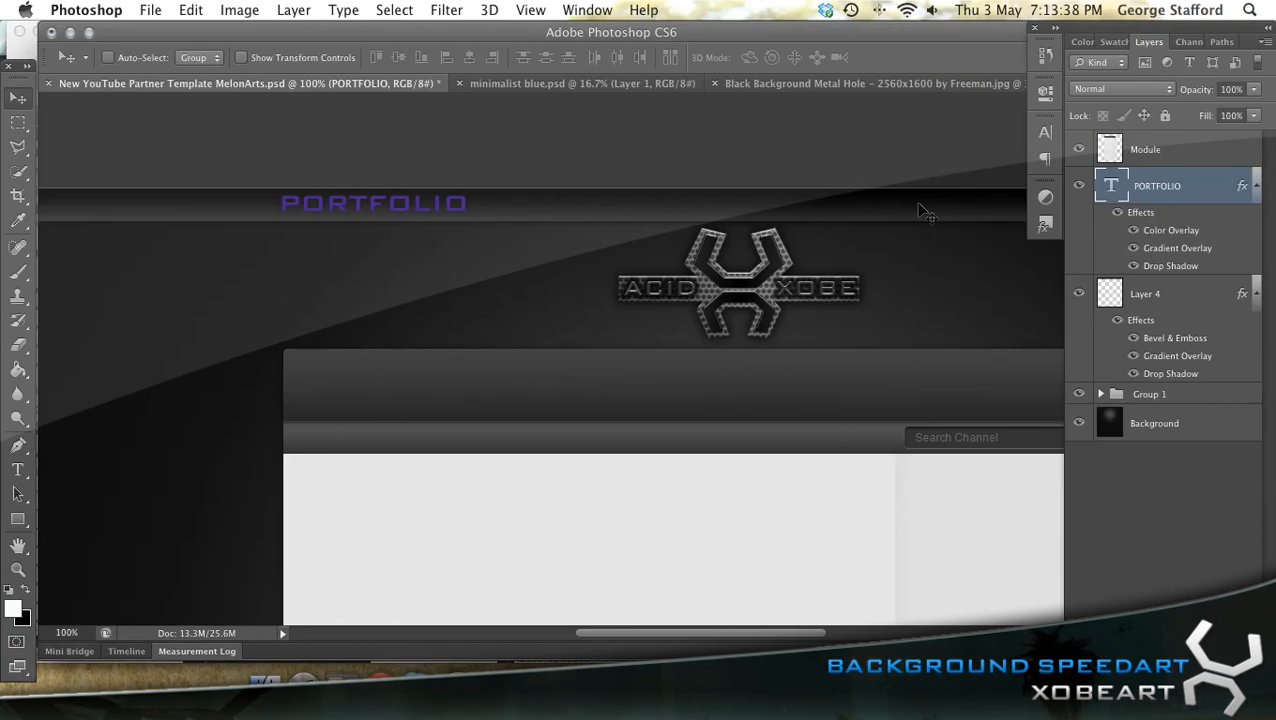 Photoshop File Edit Image Layer Type Select Filter 3D View Window Help Thu 3 May 7:13:38 PM George Stafford
Adobe Photoshop CS6
Auto-Select: Group Show Transform Controls 3D Mode:
New YouTube Partner Template MelonArts.psd @ 100% (PORTFOLIO, RGB/8#) * minimalist blue.psd @ 16.7% (Layer 1, RGB/8#) Black Background Metal Hole - 2560x1600 by Freeman.jpg @
Color Swatch Layers Chann Paths
Kind
Normal Opacity: 100%
Lock: Fill: 100%
Module
PORTFOLIO fx
Effects
Color Overlay
Gradient Overlay
Drop Shadow
Layer 4 fx
Effects
Bevel & Emboss
Gradient Overlay
Drop Shadow
Group 1
Background
PORTFOLIO
ACID XOBE
Search Channel
100% Doc: 13.3M/25.6M
Mini Bridge Timeline Measurement Log
BACKGROUND SPEEDART
XOBEART